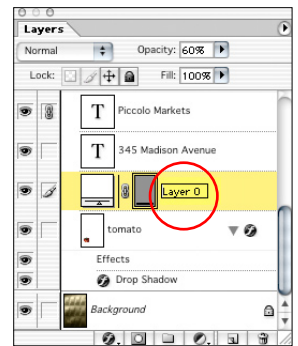 Layers
Normal Opacity: 60%
Lock: Fill: 100%
T Piccolo Markets
T 345 Madison Avenue
Layer 0
tomato
Effects
Drop Shadow
Background